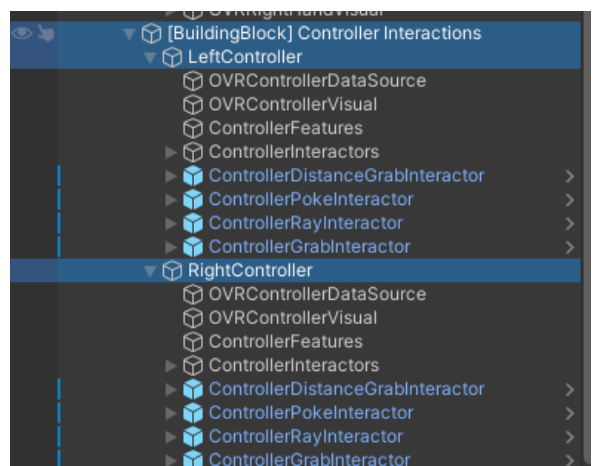 OVRRightHandVisual
[BuildingBlock] Controller Interactions
LeftController
OVRControllerDataSource
OVRControllerVisual
ControllerFeatures
ControllerInteractors
ControllerDistanceGrabInteractor
ControllerPokeInteractor
ControllerRayInteractor
ControllerGrabInteractor
RightController
OVRControllerDataSource
OVRControllerVisual
ControllerFeatures
ControllerInteractors
ControllerDistanceGrabInteractor
ControllerPokeInteractor
ControllerRayInteractor
ControllerGrabInteractor